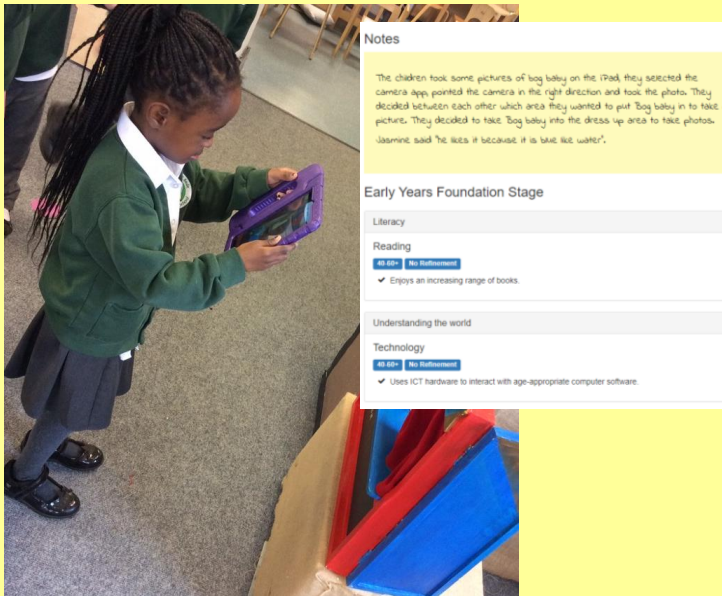 Notes
The children took some pictures of bog baby on the iPad, they selected the
camera app, pointed the camera in the right direction and took the photo. They
decided between each other which area they wanted to put Bog baby in to take
picture. They decided to take Bog baby into the dress up area to take photos.
Jasmine said "he likes it because it is blue like water".
Early Years Foundation Stage
Literacy
Reading
40-60+ No Refinement
✔ Enjoys an increasing range of books.
Understanding the world
Technology
40-60+ No Refinement
✔ Uses ICT hardware to interact with age-appropriate computer software.